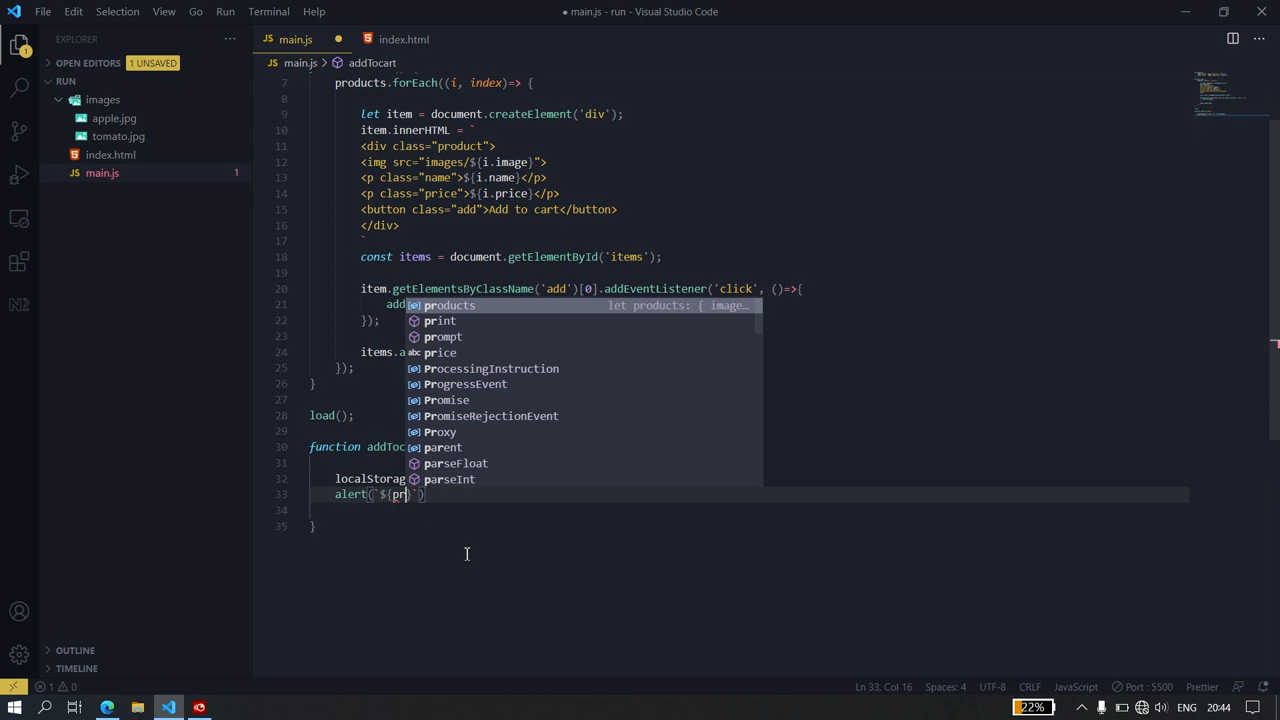 File Edit Selection View Go Run Terminal Help
● main.js - run - Visual Studio Code
EXPLORER
JS main.js
index.html
OPEN EDITORS 1 UNSAVED
JS main.js > addTocart
RUN
images
apple.jpg
tomato.jpg
index.html
JS main.js 1
7 products.forEach((i, index)=> {
8
9 let item = document.createElement('div');
10 item.innerHTML = `
11 <div class="product">
12 <img src="images/${i.image}">
13 <p class="name">${i.name}</p>
14 <p class="price">${i.price}</p>
15 <button class="add">Add to cart</button>
16 </div>
17 `
18 const items = document.getElementById('items');
19
20 item.getElementsByClassName('add')[0].addEventListener('click', ()=>{
21 add
22 });
23
24 items.a
25 });
26 }
27
28 load();
29
30 function addToc
31
32 localStorag
33 alert(`${pr}`)
34
35 }
products let products: { image…
print
prompt
abc price
ProcessingInstruction
ProgressEvent
Promise
PromiseRejectionEvent
Proxy
parent
parseFloat
parseInt
OUTLINE
TIMELINE
1 0
Ln 33, Col 16 Spaces: 4 UTF-8 CRLF JavaScript Port : 5500 Prettier
22% ENG 20:44